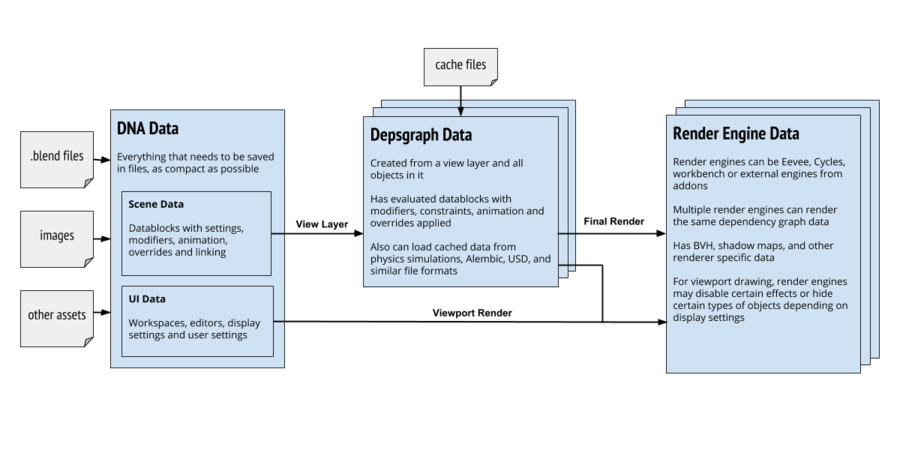 cache files
DNA Data
Everything that needs to be saved
in files, as compact as possible
.blend files
images
other assets
Scene Data
Datablocks with settings,
modifiers, animation,
overrides and linking
UI Data
Workspaces, editors, display
settings and user settings
View Layer
Depsgraph Data
Created from a view layer and all
objects in it
Has evaluated datablocks with
modifiers, constraints, animation and
overrides applied
Also can load cached data from
physics simulations, Alembic, USD, and
similar file formats
Final Render
Viewport Render
Render Engine Data
Render engines can be Eevee, Cycles,
workbench or external engines from
addons
Multiple render engines can render
the same dependency graph data
Has BVH, shadow maps, and other
renderer specific data
For viewport drawing, render engines
may disable certain effects or hide
certain types of objects depending on
display settings